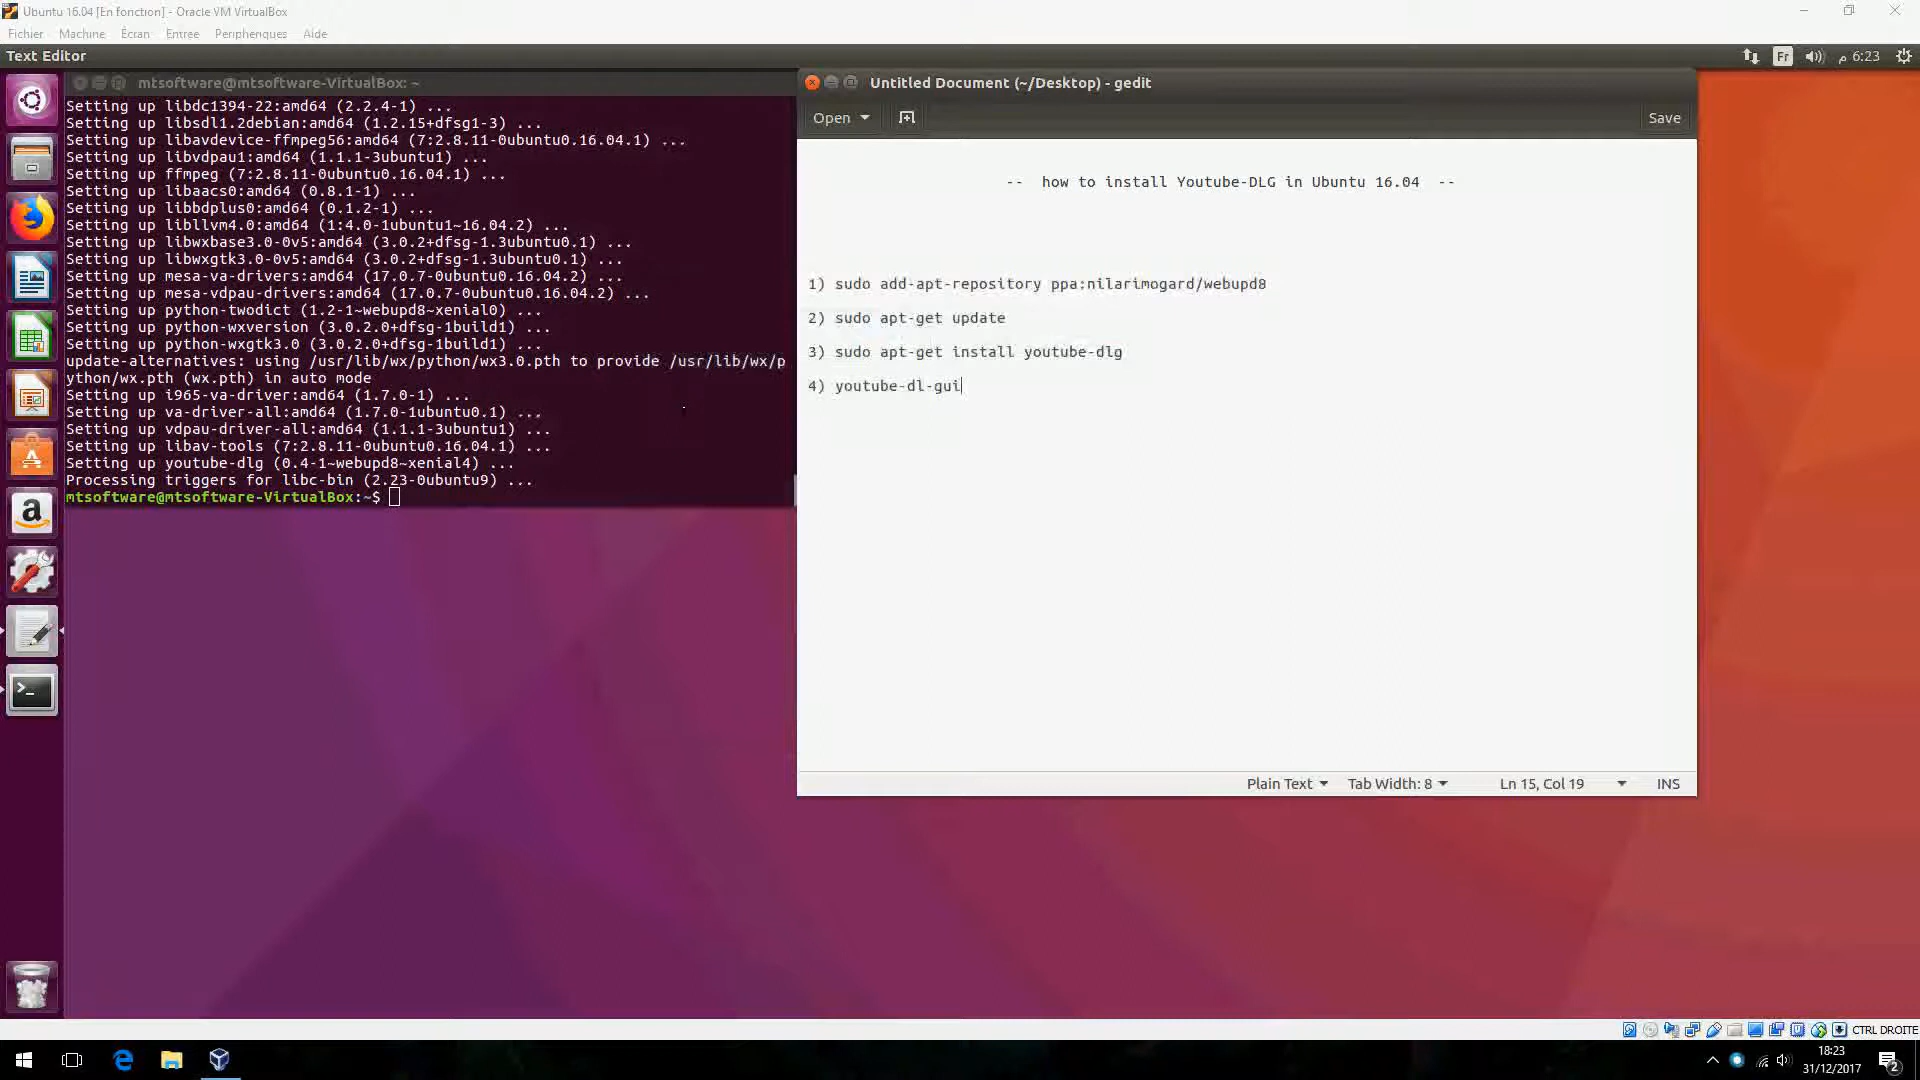 Ubuntu 16.04 [En fonction] - Oracle VM VirtualBox
Fichier Machine Écran Entrée Périphériques Aide
Text Editor
Fr
م 6:23
mtsoftware@mtsoftware-VirtualBox: ~
Setting up libdc1394-22:amd64 (2.2.4-1) ...
Setting up libsdl1.2debian:amd64 (1.2.15+dfsg1-3) ...
Setting up libavdevice-ffmpeg56:amd64 (7:2.8.11-0ubuntu0.16.04.1) ...
Setting up libvdpau1:amd64 (1.1.1-3ubuntu1) ...
Setting up ffmpeg (7:2.8.11-0ubuntu0.16.04.1) ...
Setting up libaacs0:amd64 (0.8.1-1) ...
Setting up libbdplus0:amd64 (0.1.2-1) ...
Setting up libllvm4.0:amd64 (1:4.0-1ubuntu1~16.04.2) ...
Setting up libwxbase3.0-0v5:amd64 (3.0.2+dfsg-1.3ubuntu0.1) ...
Setting up libwxgtk3.0-0v5:amd64 (3.0.2+dfsg-1.3ubuntu0.1) ...
Setting up mesa-va-drivers:amd64 (17.0.7-0ubuntu0.16.04.2) ...
Setting up mesa-vdpau-drivers:amd64 (17.0.7-0ubuntu0.16.04.2) ...
Setting up python-twodict (1.2-1~webupd8~xenial0) ...
Setting up python-wxversion (3.0.2.0+dfsg-1build1) ...
Setting up python-wxgtk3.0 (3.0.2.0+dfsg-1build1) ...
update-alternatives: using /usr/lib/wx/python/wx3.0.pth to provide /usr/lib/wx/p
ython/wx.pth (wx.pth) in auto mode
Setting up i965-va-driver:amd64 (1.7.0-1) ...
Setting up va-driver-all:amd64 (1.7.0-1ubuntu0.1) ...
Setting up vdpau-driver-all:amd64 (1.1.1-3ubuntu1) ...
Setting up libav-tools (7:2.8.11-0ubuntu0.16.04.1) ...
Setting up youtube-dlg (0.4-1~webupd8~xenial4) ...
Processing triggers for libc-bin (2.23-0ubuntu9) ...
mtsoftware@mtsoftware-VirtualBox:~$
Untitled Document (~/Desktop) - gedit
Open
Save
-- how to install Youtube-DLG in Ubuntu 16.04 --
1) sudo add-apt-repository ppa:nilarimogard/webupd8
2) sudo apt-get update
3) sudo apt-get install youtube-dlg
4) youtube-dl-gui
Plain Text Tab Width: 8 Ln 15, Col 19 INS
CTRL DROITE
18:23
31/12/2017
2